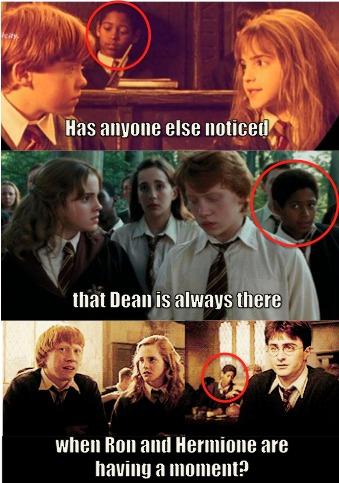 Has anyone else noticed
that Dean is always there
when Ron and Hermione are
having a moment?